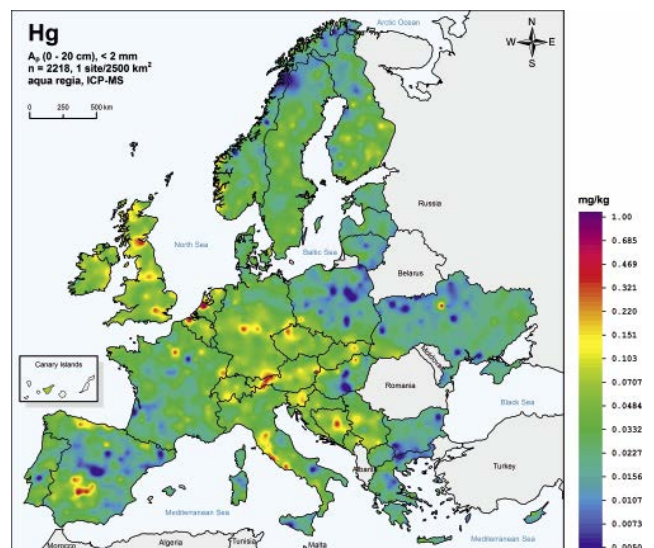 Hg
Ap (0 - 20 cm), < 2 mm
n = 2218, 1 site/2500 km²
aqua regia, ICP-MS
0 250 500 km
Arctic Ocean
N
W E
S
Russia
North Sea
Baltic Sea
Belarus
Canary Islands
Moldova
Romania
Black Sea
Albania
Turkey
Mediterranean Sea
Morocco
Algeria
Tunisia
Malta
Mediterranean Sea
mg/kg
1.00
0.685
0.469
0.321
0.220
0.151
0.103
0.0707
0.0484
0.0332
0.0227
0.0156
0.0107
0.0073
0.0050